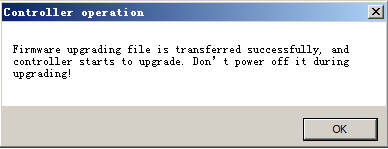 Controller operation
Firmware upgrading file is transferred successfully, and
controller starts to upgrade. Don’t power off it during
upgrading!
OK